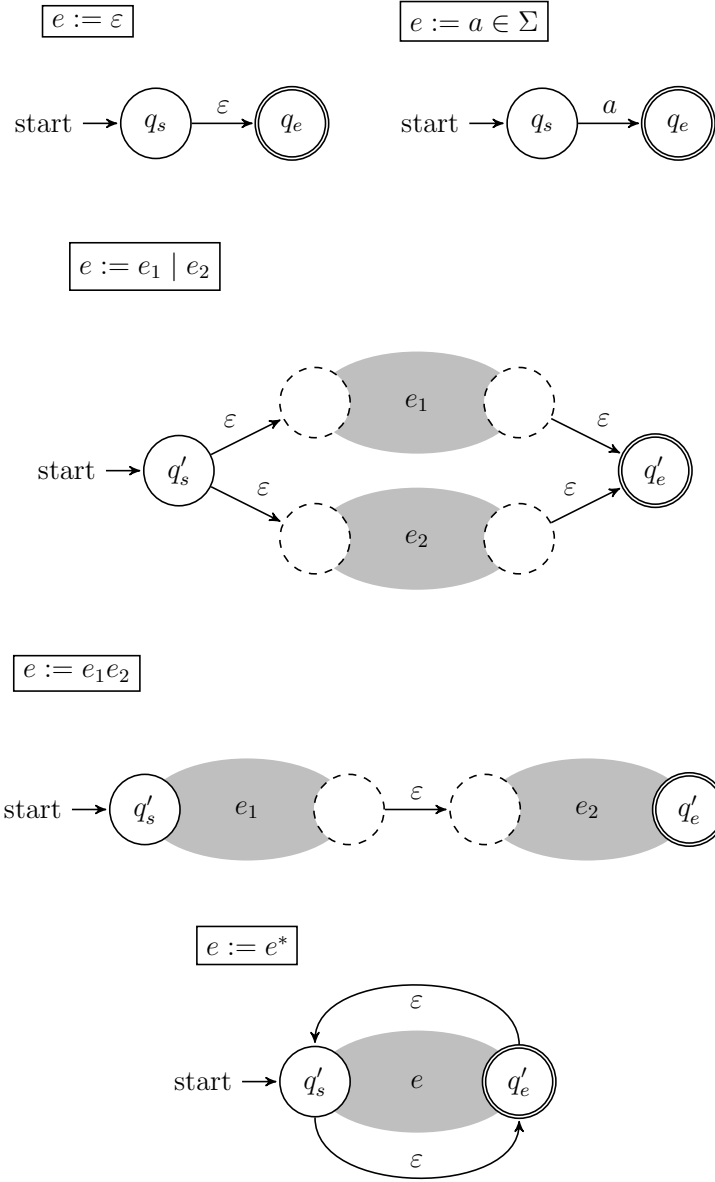 e := ε
e := a ∈ Σ
start q_s ε q_e
start q_s a q_e
e := e_1 | e_2
e_1
ε ε
start q'_s q'_e
ε ε
e_2
e := e_1e_2
start q'_s e_1 ε e_2 q'_e
e := e^*
ε
start q'_s e q'_e
ε